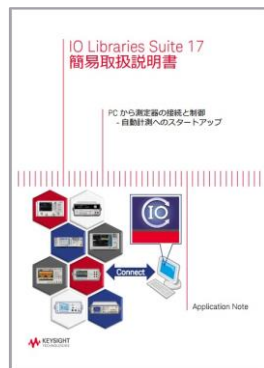 IO Libraries Suite 17
簡易取扱説明書
PC から測定器の接続と制御
- 自動計測へのスタートアップ
IO
Connect
Application Note
KEYSIGHT
TECHNOLOGIES